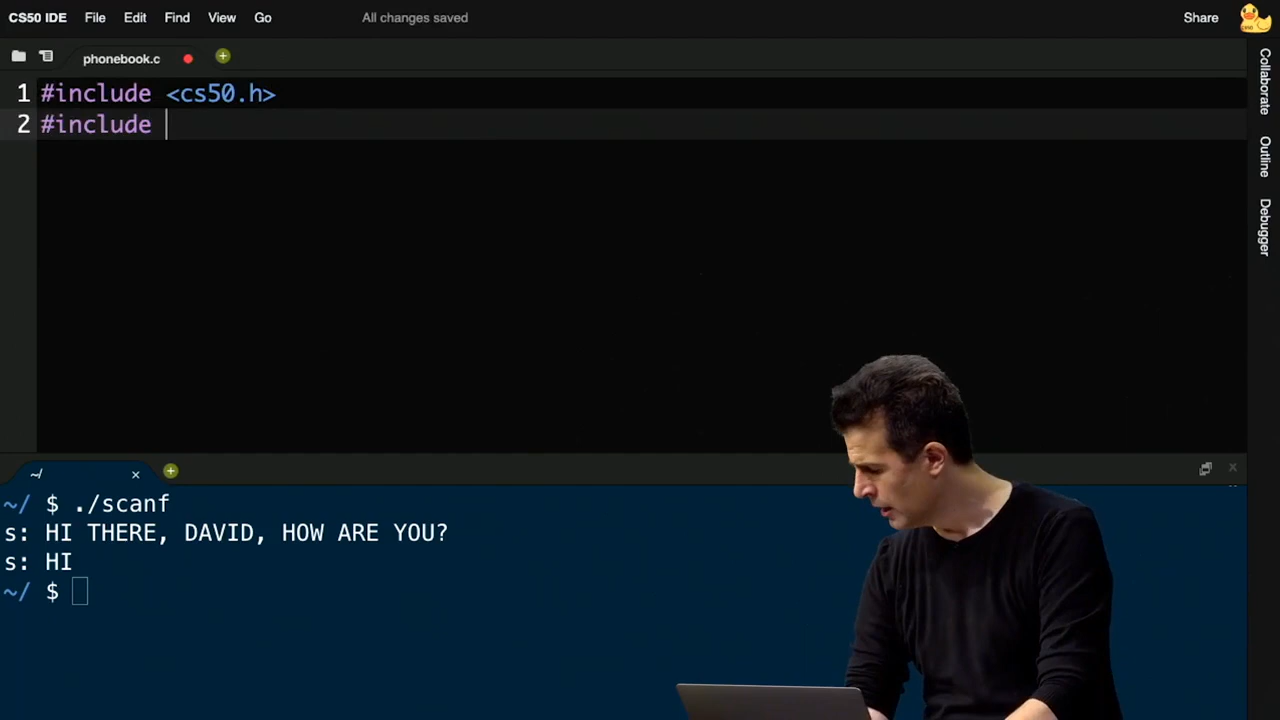 CS50 IDE File Edit Find View Go All changes saved Share
phonebook.c
1 #include <cs50.h>
2 #include
Collaborate
Outline
Debugger
~/
~/ $ ./scanf
s: HI THERE, DAVID, HOW ARE YOU?
s: HI
~/ $